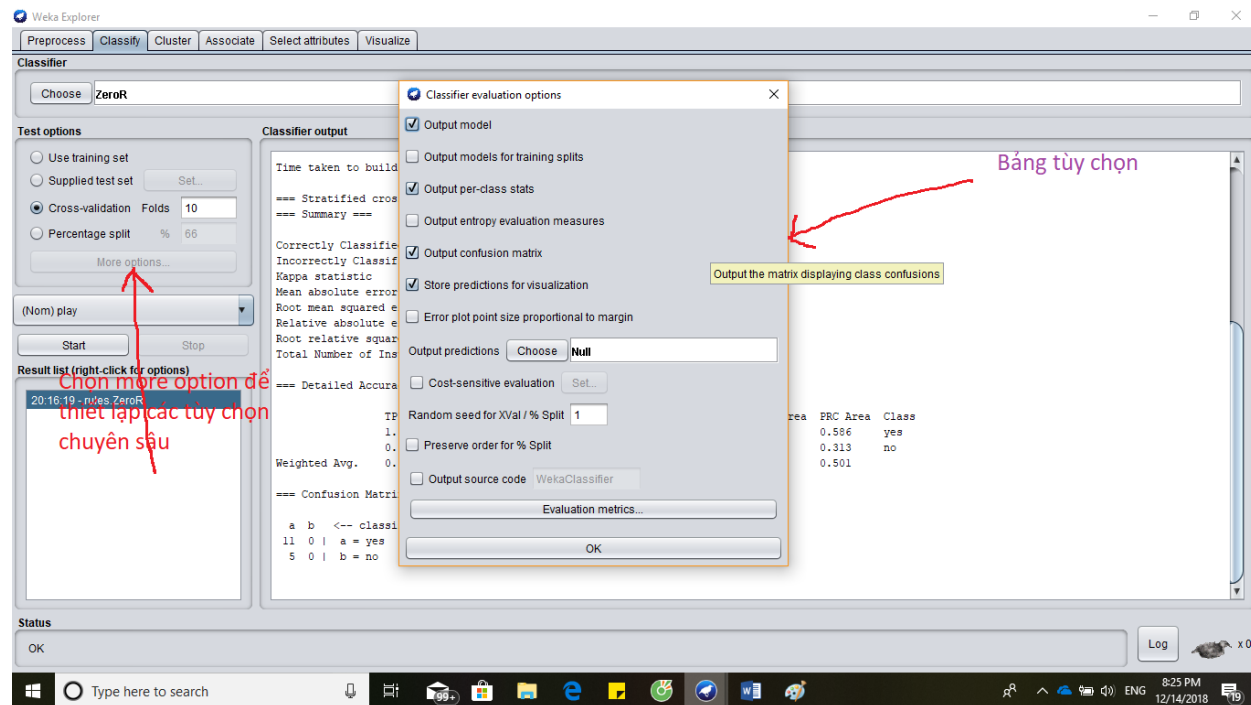 Weka Explorer
Preprocess Classify Cluster Associate Select attributes Visualize
Classifier
Choose ZeroR
Test options
Use training set
Supplied test set Set...
Cross-validation Folds 10
Percentage split % 66
More options...
(Nom) play
Start Stop
Result list (right-click for options)
20:16:19 - rules.ZeroR
Chọn more option để
thiết lập các tùy chọn
chuyên sâu
Classifier output
Time taken to build
=== Stratified cros
=== Summary ===
Correctly Classifie
Incorrectly Classif
Kappa statistic
Mean absolute error
Root mean squared e
Relative absolute e
Root relative squar
Total Number of Ins
=== Detailed Accura
TP rea PRC Area Class
1. 0.586 yes
0. 0.313 no
Weighted Avg. 0. 0.501
=== Confusion Matri
a b <-- classi
11 0 | a = yes
5 0 | b = no
Classifier evaluation options
Output model
Output models for training splits
Output per-class stats
Output entropy evaluation measures
Output confusion matrix
Store predictions for visualization
Error plot point size proportional to margin
Output predictions Choose Null
Cost-sensitive evaluation Set...
Random seed for XVal / % Split 1
Preserve order for % Split
Output source code WekaClassifier
Evaluation metrics...
OK
Bảng tùy chọn
Output the matrix displaying class confusions
Status
OK
Log x 0
Type here to search
99+
ENG
8:25 PM
12/14/2018
19